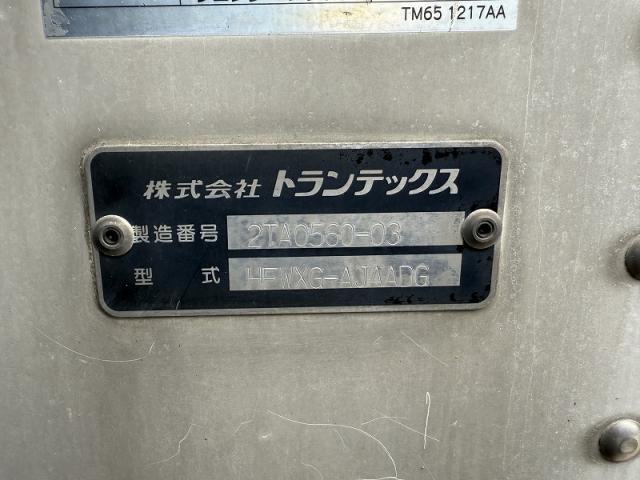 TM65 1217AA
株式会社 トランテックス
製造番号 2TA0560-03
型 式 HFWXG-AJAADG